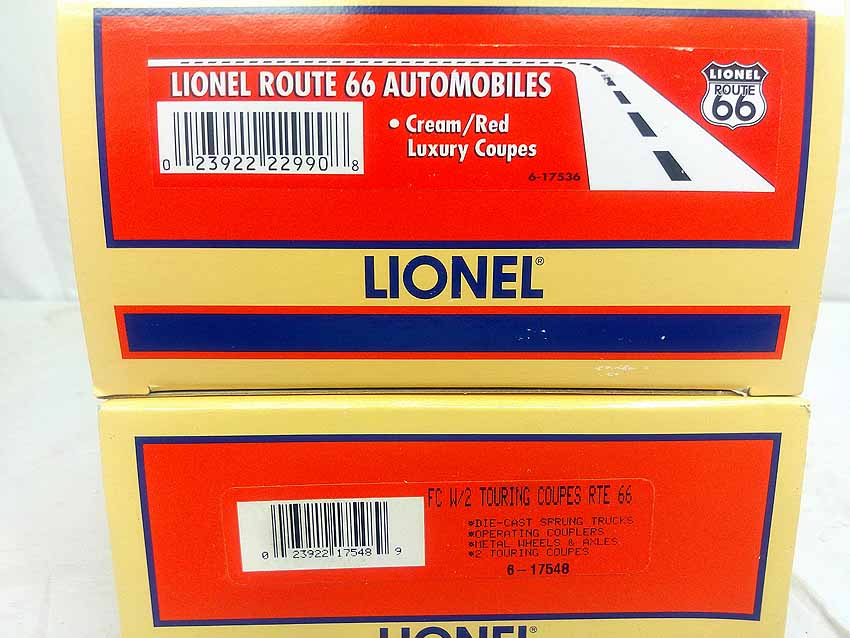 LIONEL ROUTE 66 AUTOMOBILES
LIONEL
ROUTE
66
• Cream/Red
Luxury Coupes
0 23922 22990 8
6-17536
LIONEL®
FC W/2 TOURING COUPES RTE 66
*DIE-CAST SPRUNG TRUCKS
*OPERATING COUPLERS
*METAL WHEELS & AXLES
*2 TOURING COUPES
0 23922 17548 9
6-17548
LIONEL®